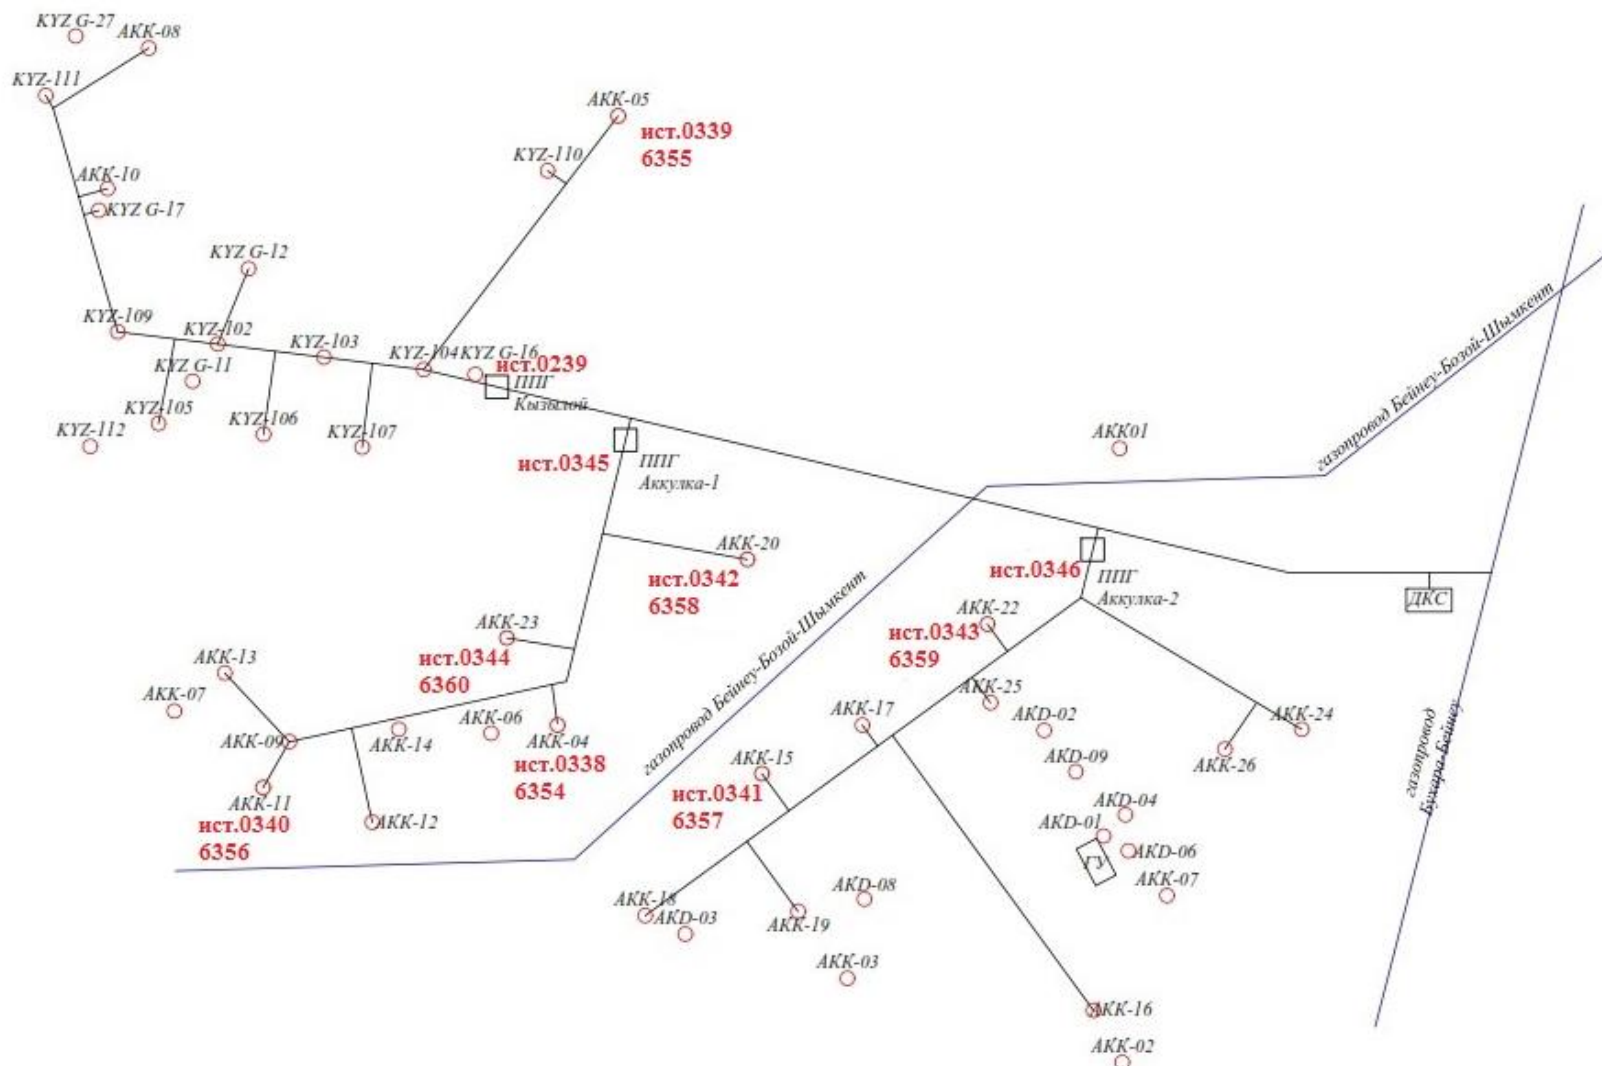 KYZ G-27
AKK-08
KYZ-111
AKK-05
ист.0339
6355
KYZ-110
AKK-10
KYZ G-17
KYZ G-12
KYZ-109
KYZ-102
KYZ-103
KYZ-104
KYZ G-16
ист.0239
ППГ
Кызылой
KYZ G-11
KYZ-105
KYZ-106
KYZ-107
KYZ-112
ист.0345
ППГ
Аккулка-1
AKK01
газопровод Бейнеу-Бозой-Шымкент
AKK-20
ист.0342
6358
ист.0346
ППГ
Аккулка-2
ДКС
AKK-22
ист.0343
6359
AKK-23
ист.0344
6360
газопровод Бейнеу-Бозой-Шымкент
AKK-13
AKK-07
AKK-09
AKK-14
AKK-06
AKK-04
ист.0338
6354
AKK-11
ист.0340
6356
AKK-12
AKK-25
AKK-17
AKD-02
AKK-24
AKK-26
AKK-15
ист.0341
6357
AKD-09
AKD-04
AKD-01
AKD-06
ГУ
AKK-07
газопровод
Бухара-Бейнеу
AKK-18
AKD-03
AKK-19
AKD-08
AKK-03
AKK-16
AKK-02